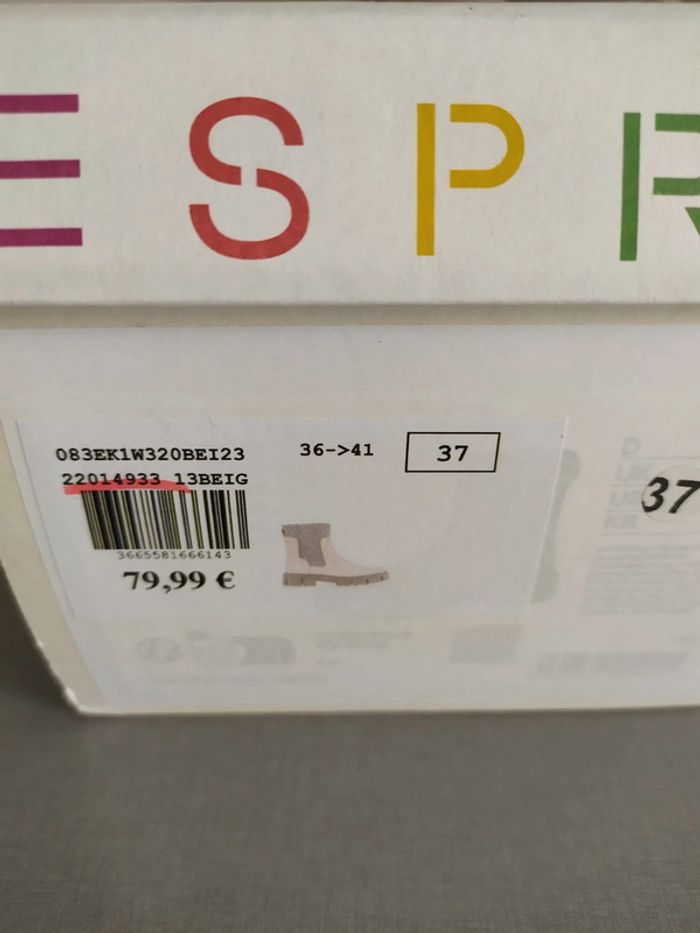 ESPR
083EK1W320BEI23
36->41
37
22014933 13BEIG
3665581666143
79,99 €
37